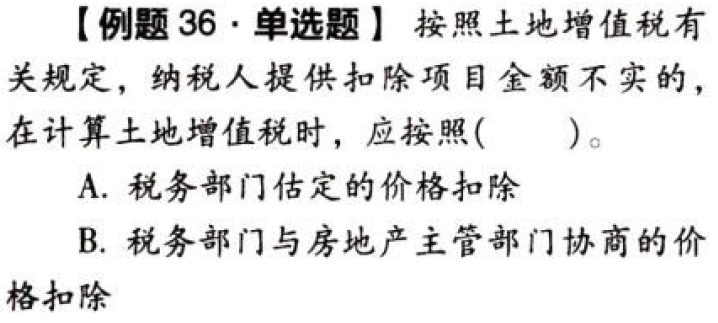 【例题 36·单选题】 按照土地增值税有
关规定，纳税人提供扣除项目金额不实的，
在计算土地增值税时，应按照(　　)。
A. 税务部门估定的价格扣除
B. 税务部门与房地产主管部门协商的价
格扣除